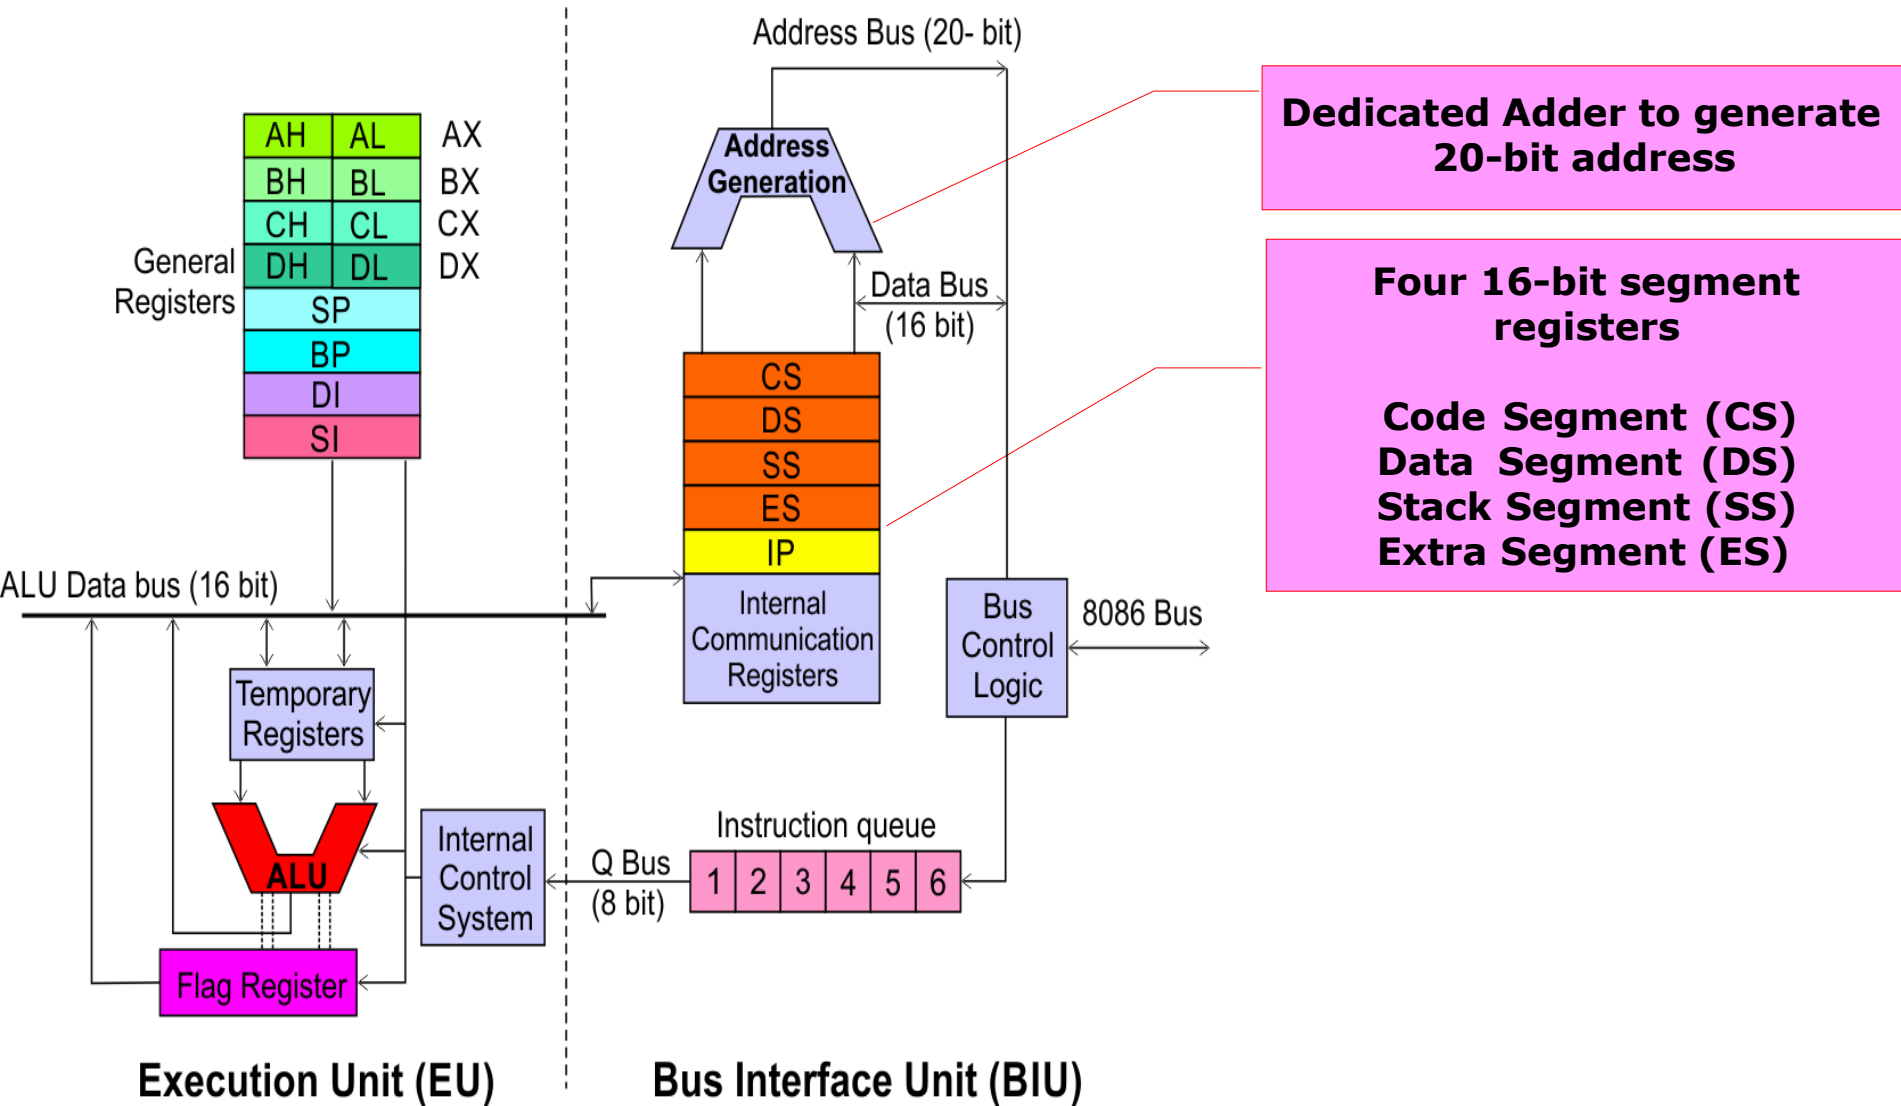 Address Bus (20- bit)
Dedicated Adder to generate
20-bit address
AH AL AX
BH BL BX
CH CL CX
DH DL DX
General
Registers
SP
BP
DI
SI
Address
Generation
Data Bus
(16 bit)
CS
DS
SS
ES
IP
Internal
Communication
Registers
Four 16-bit segment
registers
Code Segment (CS)
Data Segment (DS)
Stack Segment (SS)
Extra Segment (ES)
ALU Data bus (16 bit)
Bus
Control
Logic
8086 Bus
Temporary
Registers
ALU
Internal
Control
System
Q Bus
(8 bit)
Instruction queue
1 2 3 4 5 6
Flag Register
Execution Unit (EU)
Bus Interface Unit (BIU)